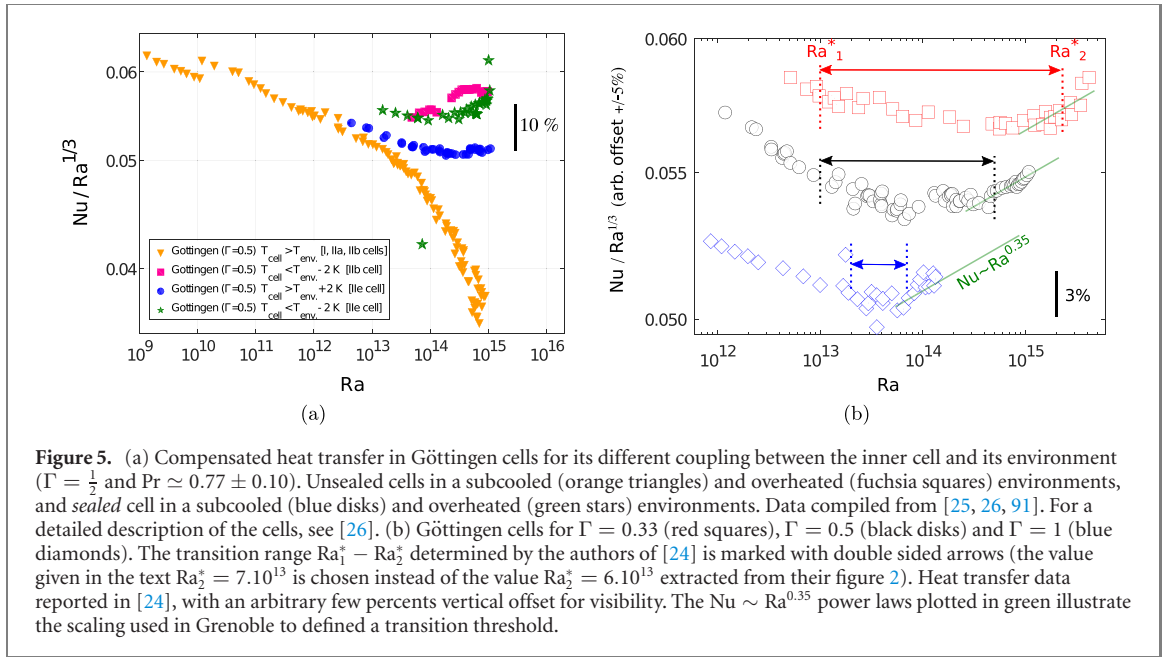 0.06
0.05
0.04
Nu / Ra^1/3
10 %
Gottingen (Γ=0.5) T_cell >T_env. [I, IIa, IIb cells]
Gottingen (Γ=0.5) T_cell <T_env. - 2 K [IIb cell]
Gottingen (Γ=0.5) T_cell >T_env. +2 K [IIe cell]
Gottingen (Γ=0.5) T_cell <T_env. - 2 K [IIe cell]
10^9 10^10 10^11 10^12 10^13 10^14 10^15 10^16
Ra
(a)
0.060
0.055
0.050
Nu / Ra^1/3 (arb. offset +/-5%)
Ra*_1
Ra*_2
Nu~Ra^0.35
3%
10^12 10^13 10^14 10^15
Ra
(b)
Figure 5. (a) Compensated heat transfer in Göttingen cells for its different coupling between the inner cell and its environment
(Γ = 1/2 and Pr ≃ 0.77 ± 0.10). Unsealed cells in a subcooled (orange triangles) and overheated (fuchsia squares) environments,
and sealed cell in a subcooled (blue disks) and overheated (green stars) environments. Data compiled from [25, 26, 91]. For a
detailed description of the cells, see [26]. (b) Göttingen cells for Γ = 0.33 (red squares), Γ = 0.5 (black disks) and Γ = 1 (blue
diamonds). The transition range Ra*_1 − Ra*_2 determined by the authors of [24] is marked with double sided arrows (the value
given in the text Ra*_2 = 7.10^13 is chosen instead of the value Ra*_2 = 6.10^13 extracted from their figure 2). Heat transfer data
reported in [24], with an arbitrary few percents vertical offset for visibility. The Nu ∼ Ra^0.35 power laws plotted in green illustrate
the scaling used in Grenoble to defined a transition threshold.